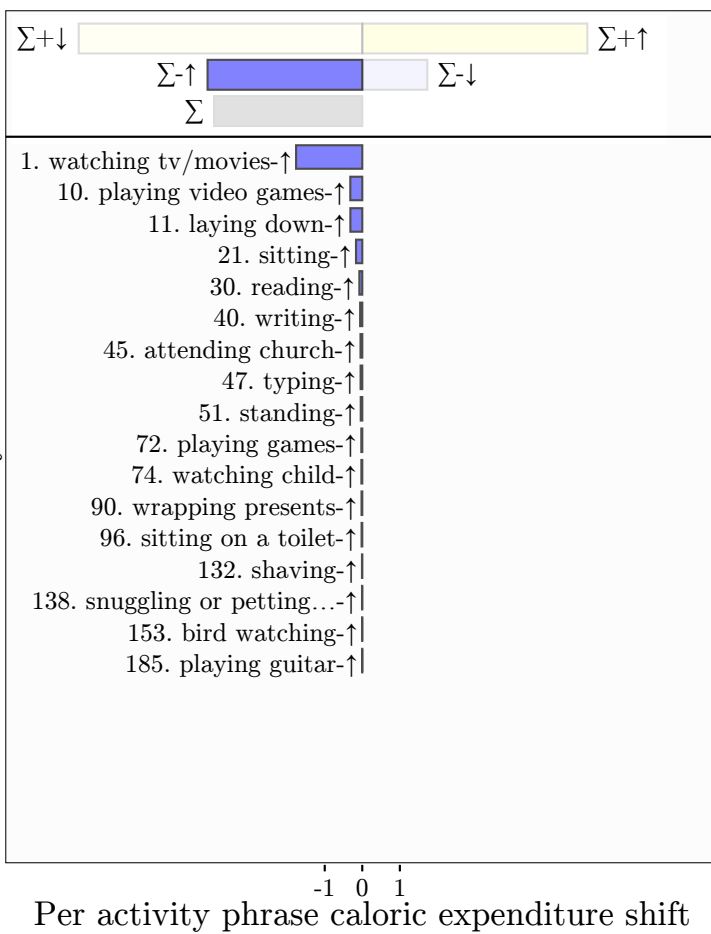 ∑+↓ ∑+↑
∑-↑ ∑-↓
∑
1. watching tv/movies-↑
10. playing video games-↑
11. laying down-↑
21. sitting-↑
30. reading-↑
40. writing-↑
45. attending church-↑
47. typing-↑
51. standing-↑
72. playing games-↑
74. watching child-↑
90. wrapping presents-↑
96. sitting on a toilet-↑
132. shaving-↑
138. snuggling or petting...-↑
153. bird watching-↑
185. playing guitar-↑
-1 0 1
Per activity phrase caloric expenditure shift